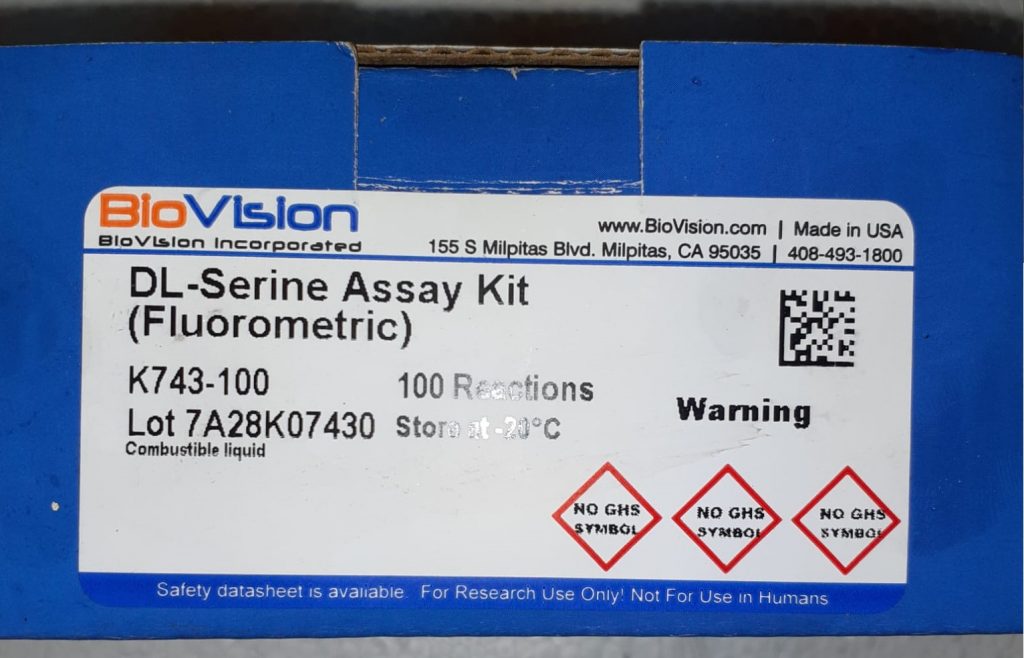 BioVision
www.BioVision.com | Made in USA
BioVision Incorporated
155 S Milpitas Blvd. Milpitas, CA 95035 | 408-493-1800
DL-Serine Assay Kit
(Fluorometric)
K743-100
100 Reactions
Lot 7A28K07430
Store at -20°C
Combustible liquid
Warning
NO GHS
SYMBOL
NO GHS
SYMBOL
NO GHS
SYMBOL
Safety datasheet is available. For Research Use Only! Not For Use in Humans